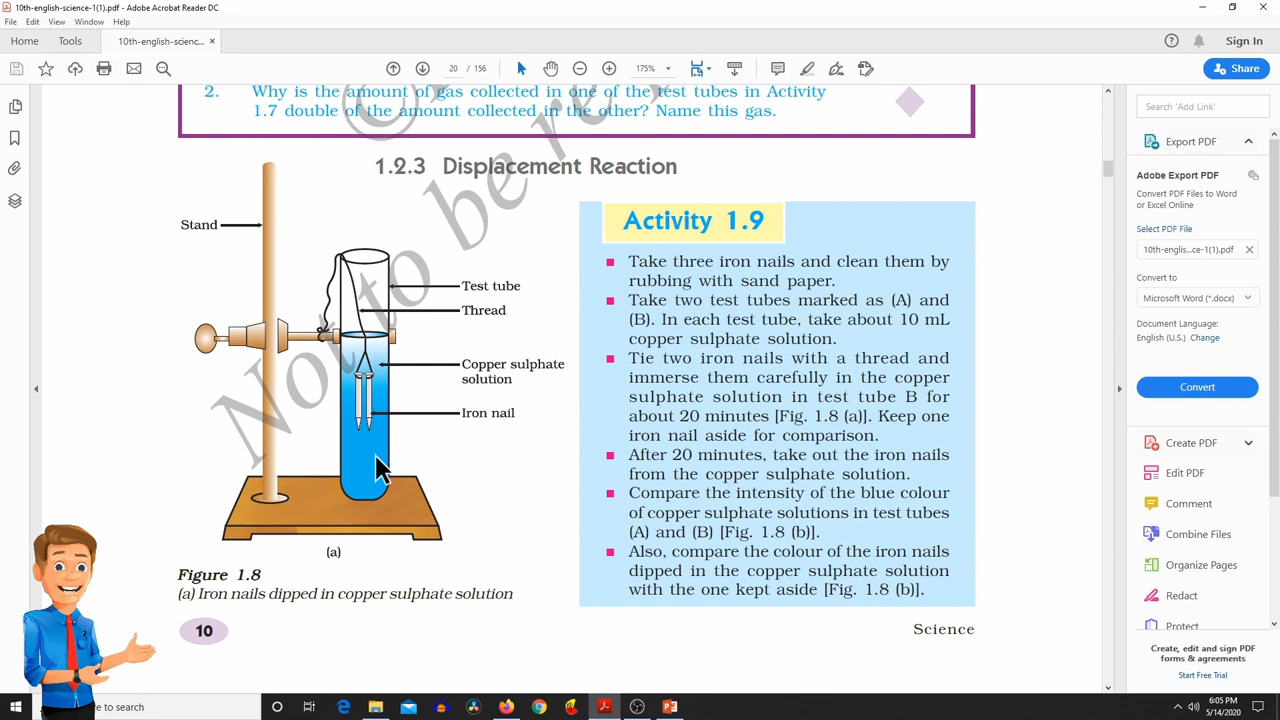 10th-english-science-1(1).pdf - Adobe Acrobat Reader DC
File Edit View Window Help
Home Tools 10th-english-scienc... ×
Sign In
20 / 156
175%
Share
2. Why is the amount of gas collected in one of the test tubes in Activity
1.7 double of the amount collected in the other? Name this gas.
1.2.3 Displacement Reaction
Stand
Test tube
Thread
Copper sulphate
solution
Iron nail
(a)
Figure 1.8
(a) Iron nails dipped in copper sulphate solution
10
Activity 1.9
Take three iron nails and clean them by
rubbing with sand paper.
Take two test tubes marked as (A) and
(B). In each test tube, take about 10 mL
copper sulphate solution.
Tie two iron nails with a thread and
immerse them carefully in the copper
sulphate solution in test tube B for
about 20 minutes [Fig. 1.8 (a)]. Keep one
iron nail aside for comparison.
After 20 minutes, take out the iron nails
from the copper sulphate solution.
Compare the intensity of the blue colour
of copper sulphate solutions in test tubes
(A) and (B) [Fig. 1.8 (b)].
Also, compare the colour of the iron nails
dipped in the copper sulphate solution
with the one kept aside [Fig. 1.8 (b)].
Science
Not to be re
Search 'Add Link'
Export PDF
Adobe Export PDF
Convert PDF Files to Word
or Excel Online
Select PDF File
10th-englis...ce-1(1).pdf ×
Convert to
Microsoft Word (*.docx)
Document Language:
English (U.S.) Change
Convert
Create PDF
Edit PDF
Comment
Combine Files
Organize Pages
Redact
Protect
Create, edit and sign PDF
forms & agreements
Start Free Trial
re to search
6:05 PM
5/14/2020